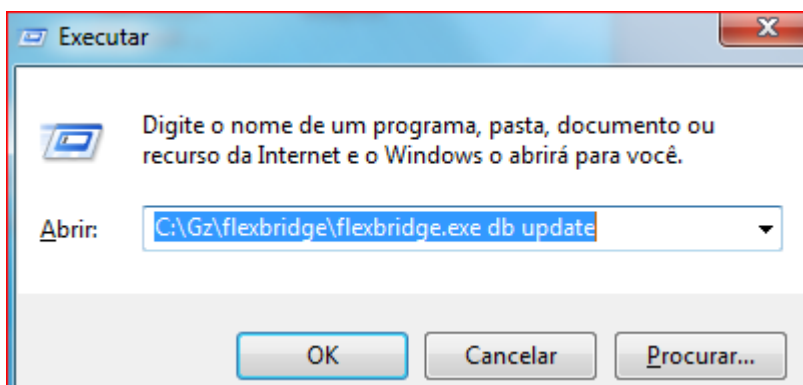 Executar
Digite o nome de um programa, pasta, documento ou
recurso da Internet e o Windows o abrirá para você.
Abrir: C:\Gz\flexbridge\flexbridge.exe db update
OK Cancelar Procurar...